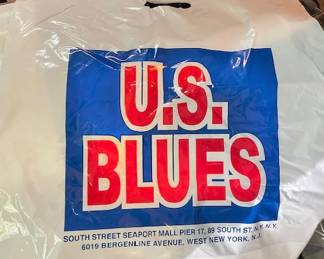 U.S.
BLUES
SOUTH STREET SEAPORT MALL PIER 17, 89 SOUTH ST. N.Y. N.Y.
6019 BERGENLINE AVENUE, WEST NEW YORK, N.J.